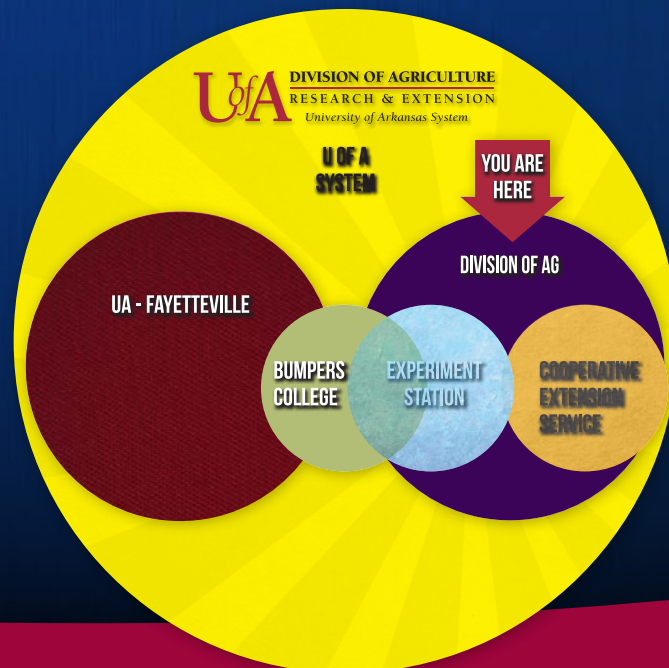 UofA DIVISION OF AGRICULTURE
RESEARCH & EXTENSION
University of Arkansas System
U OF A
SYSTEM
YOU ARE
HERE
DIVISION OF AG
UA - FAYETTEVILLE
BUMPERS
COLLEGE
EXPERIMENT
STATION
COOPERATIVE
EXTENSION
SERVICE